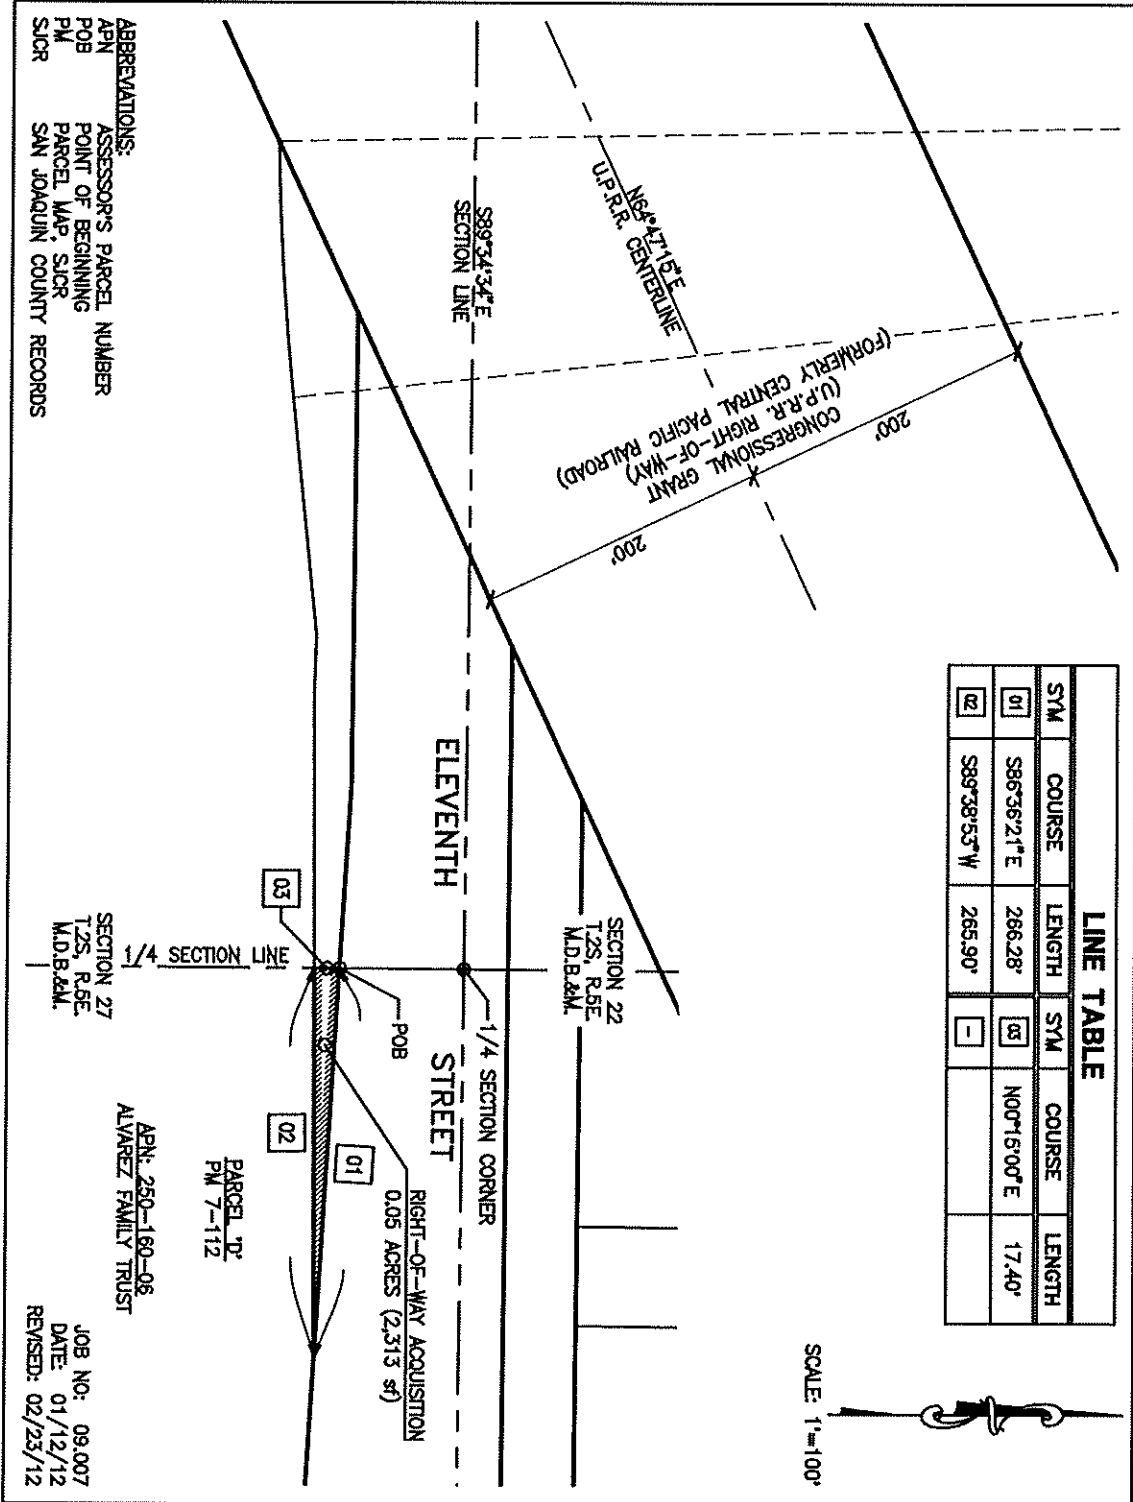 LINE TABLE
SYM COURSE LENGTH SYM COURSE LENGTH
01 S86°36'21"E 266.28' 03 N00°15'00"E 17.40'
02 S89°38'53"W 265.90' -
SCALE: 1"=100'
N64°47'15"E
U.P.R.R. CENTERLINE
200'
200'
CONGRESSIONAL GRANT
(U.P.R.R. RIGHT-OF-WAY)
(FORMERLY CENTRAL PACIFIC RAILROAD)
S89°34'34"E
SECTION LINE
SECTION 22
T.2S, R.5E.
M.D.B.&M.
ELEVENTH STREET
1/4 SECTION CORNER
POB
RIGHT-OF-WAY ACQUISITION
0.05 ACRES (2,313 sf)
03
01
02
1/4 SECTION LINE
SECTION 27
T.2S, R.5E.
M.D.B.&M.
PARCEL 'D'
PM 7-112
APN: 250-160-06
ALVAREZ FAMILY TRUST
ABBREVIATIONS:
APN ASSESSOR'S PARCEL NUMBER
POB POINT OF BEGINNING
PM PARCEL MAP, SJCR
SJCR SAN JOAQUIN COUNTY RECORDS
JOB NO: 09.007
DATE: 01/12/12
REVISED: 02/23/12